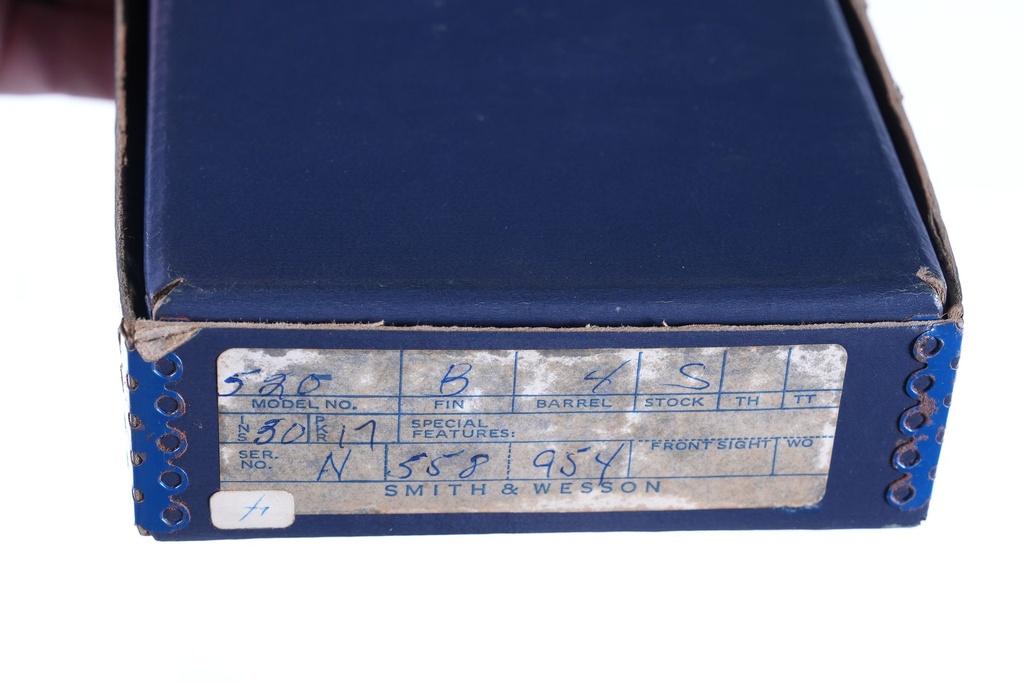 520 B 4 S
MODEL NO. FIN BARREL STOCK TH TT
INS 30 PKR 17 SPECIAL FEATURES:
SER. NO. N 558 954 FRONT SIGHT WO
SMITH & WESSON
4